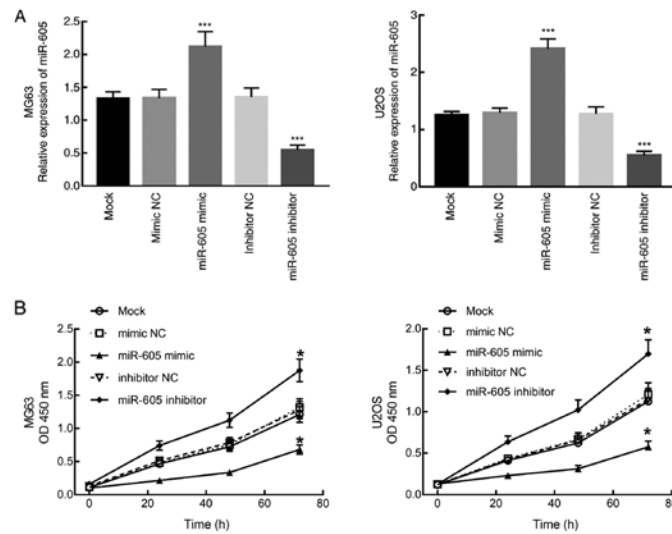 A
MG63
Relative expression of miR-605
2.5
2.0
1.5
1.0
0.5
0.0
***
***
Mock
Mimic NC
miR-605 mimic
Inhibitor NC
miR-605 inhibitor
U2OS
Relative expression of miR-605
3
2
1
0
***
***
Mock
Mimic NC
miR-605 mimic
Inhibitor NC
miR-605 inhibitor
B
Mock
mimic NC
miR-605 mimic
inhibitor NC
miR-605 inhibitor
MG63
OD 450 nm
2.5
2.0
1.5
1.0
0.5
0.0
*
*
0
20
40
60
80
Time (h)
Mock
mimic NC
miR-605 mimic
inhibitor NC
miR-605 inhibitor
U2OS
OD 450 nm
2.0
1.5
1.0
0.5
0.0
*
*
0
20
40
60
80
Time (h)